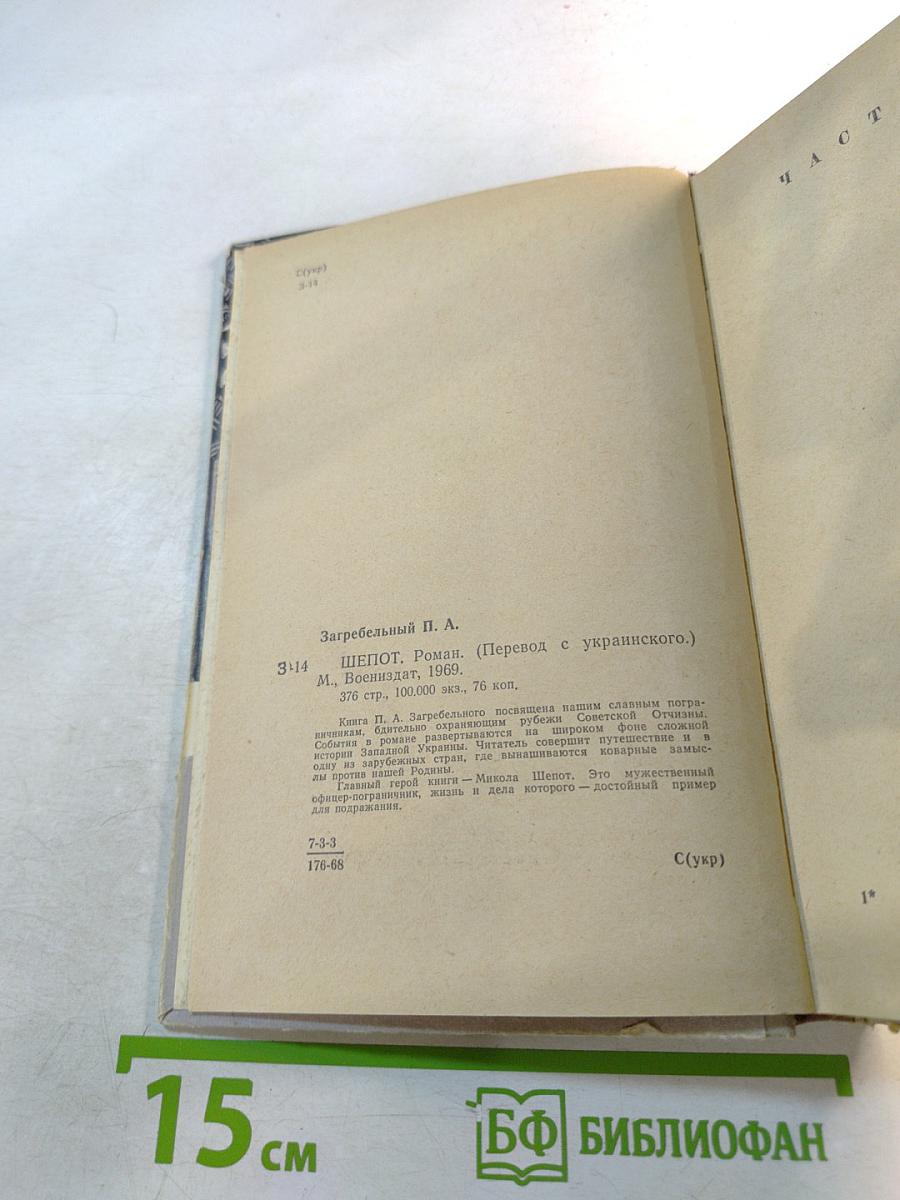 С(укр)
З-14
Загребельный П. А.
З-14 ШЕПОТ. Роман. (Перевод с украинского.)
М., Воениздат, 1969.
376 стр., 100.000 экз., 76 коп.
Книга П. А. Загребельного посвящена нашим славным погра-
ничникам, бдительно охраняющим рубежи Советской Отчизны.
События в романе развертываются на широком фоне сложной
истории Западной Украины. Читатель совершит путешествие и в
одну из зарубежных стран, где вынашиваются коварные замыс-
лы против нашей Родины.
Главный герой книги — Микола Шепот. Это мужественный
офицер-пограничник, жизнь и дела которого — достойный пример
для подражания.
7-3-3
176-68
С(укр)
ЧАСТ
1*
15 см
БФ БИБЛИОФАН